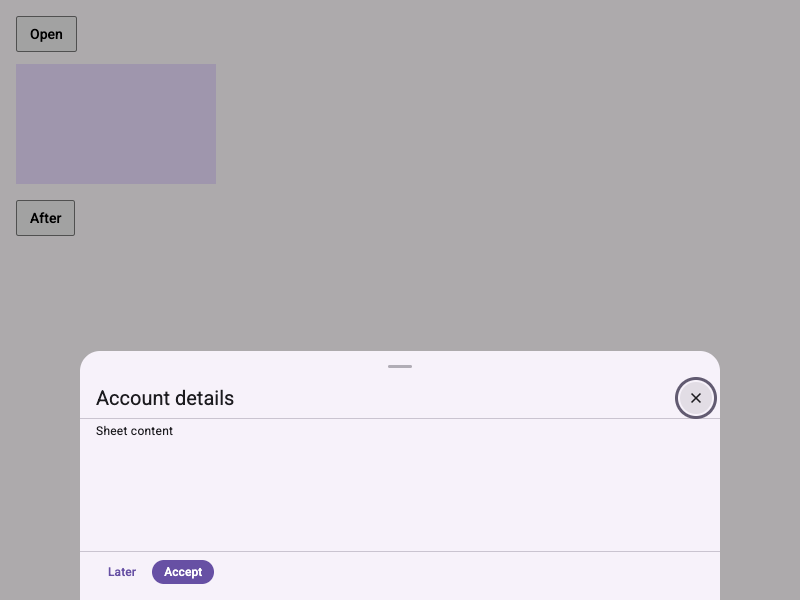 Open
After
Account details
Sheet content
Later
Accept